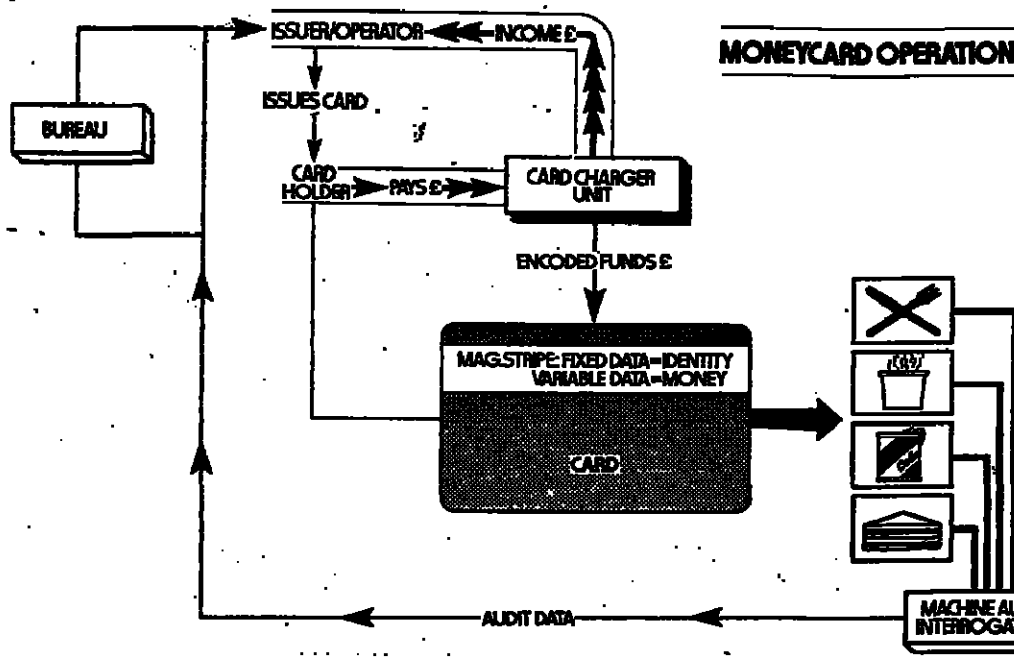 ISSUER/OPERATOR
INCOME £
MONEYCARD OPERATION
ISSUES CARD
BUREAU
CARD
HOLDER
PAYS £
CARD CHARGER
UNIT
ENCODED FUNDS £
MAG.STRIPE: FIXED DATA=IDENTITY
VARIABLE DATA=MONEY
CARD
AUDIT DATA
MACHINE AU
INTERROGAT